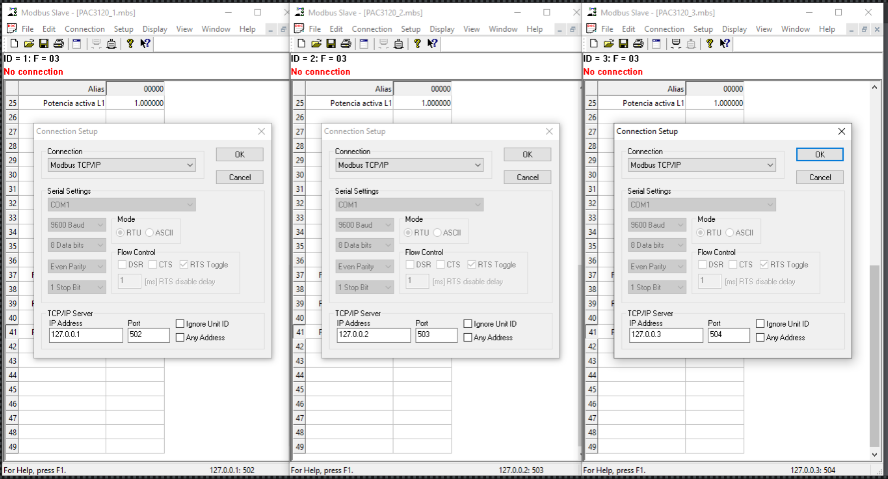 Modbus Slave - [PAC3120_1.mbs]
File Edit Connection Setup Display View Window Help
ID = 1: F = 03
No connection
Alias 00000
25 Potencia activa L1 1.000000
26
27
28
29
30
31
32
33
34
35
36
37
38
39
40
41
42
43
44
45
46
47
48
49
Connection Setup
Connection
Modbus TCP/IP
OK
Cancel
Serial Settings
COM1
9600 Baud
8 Data bits
Even Parity
1 Stop Bit
Mode
RTU ASCII
Flow Control
DSR CTS RTS Toggle
1 [ms] RTS disable delay
TCP/IP Server
IP Address Port
127.0.0.1 502
Ignore Unit ID
Any Address
For Help, press F1. 127.0.0.1: 502
Modbus Slave - [PAC3120_2.mbs]
File Edit Connection Setup Display View Window Help
ID = 2: F = 03
No connection
Alias 00000
25 Potencia activa L1 1.000000
26
27
28
29
30
31
32
33
34
35
36
37
38
39
40
41
42
43
44
45
46
47
48
49
Connection Setup
Connection
Modbus TCP/IP
OK
Cancel
Serial Settings
COM1
9600 Baud
8 Data bits
Even Parity
1 Stop Bit
Mode
RTU ASCII
Flow Control
DSR CTS RTS Toggle
1 [ms] RTS disable delay
TCP/IP Server
IP Address Port
127.0.0.2 503
Ignore Unit ID
Any Address
For Help, press F1. 127.0.0.2: 503
Modbus Slave - [PAC3120_3.mbs]
File Edit Connection Setup Display View Window Help
ID = 3: F = 03
No connection
Alias 00000
25 Potencia activa L1 1.000000
26
27
28
29
30
31
32
33
34
35
36
37
38
39
40
41
42
43
44
45
46
47
48
49
Connection Setup
Connection
Modbus TCP/IP
OK
Cancel
Serial Settings
COM1
9600 Baud
8 Data bits
Even Parity
1 Stop Bit
Mode
RTU ASCII
Flow Control
DSR CTS RTS Toggle
1 [ms] RTS disable delay
TCP/IP Server
IP Address Port
127.0.0.3 504
Ignore Unit ID
Any Address
For Help, press F1. 127.0.0.3: 504